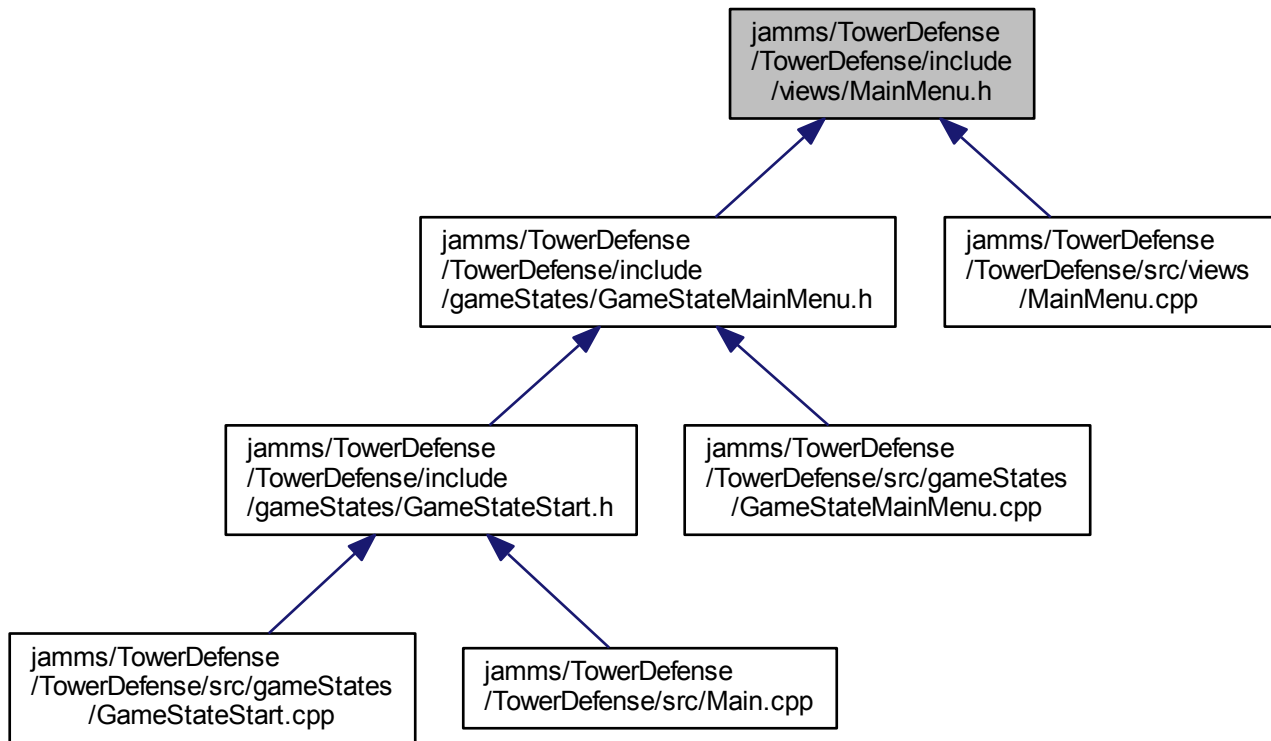 jamms/TowerDefense
/TowerDefense/include
/views/MainMenu.h
jamms/TowerDefense
/TowerDefense/include
/gameStates/GameStateMainMenu.h
jamms/TowerDefense
/TowerDefense/src/views
/MainMenu.cpp
jamms/TowerDefense
/TowerDefense/include
/gameStates/GameStateStart.h
jamms/TowerDefense
/TowerDefense/src/gameStates
/GameStateMainMenu.cpp
jamms/TowerDefense
/TowerDefense/src/gameStates
/GameStateStart.cpp
jamms/TowerDefense
/TowerDefense/src/Main.cpp